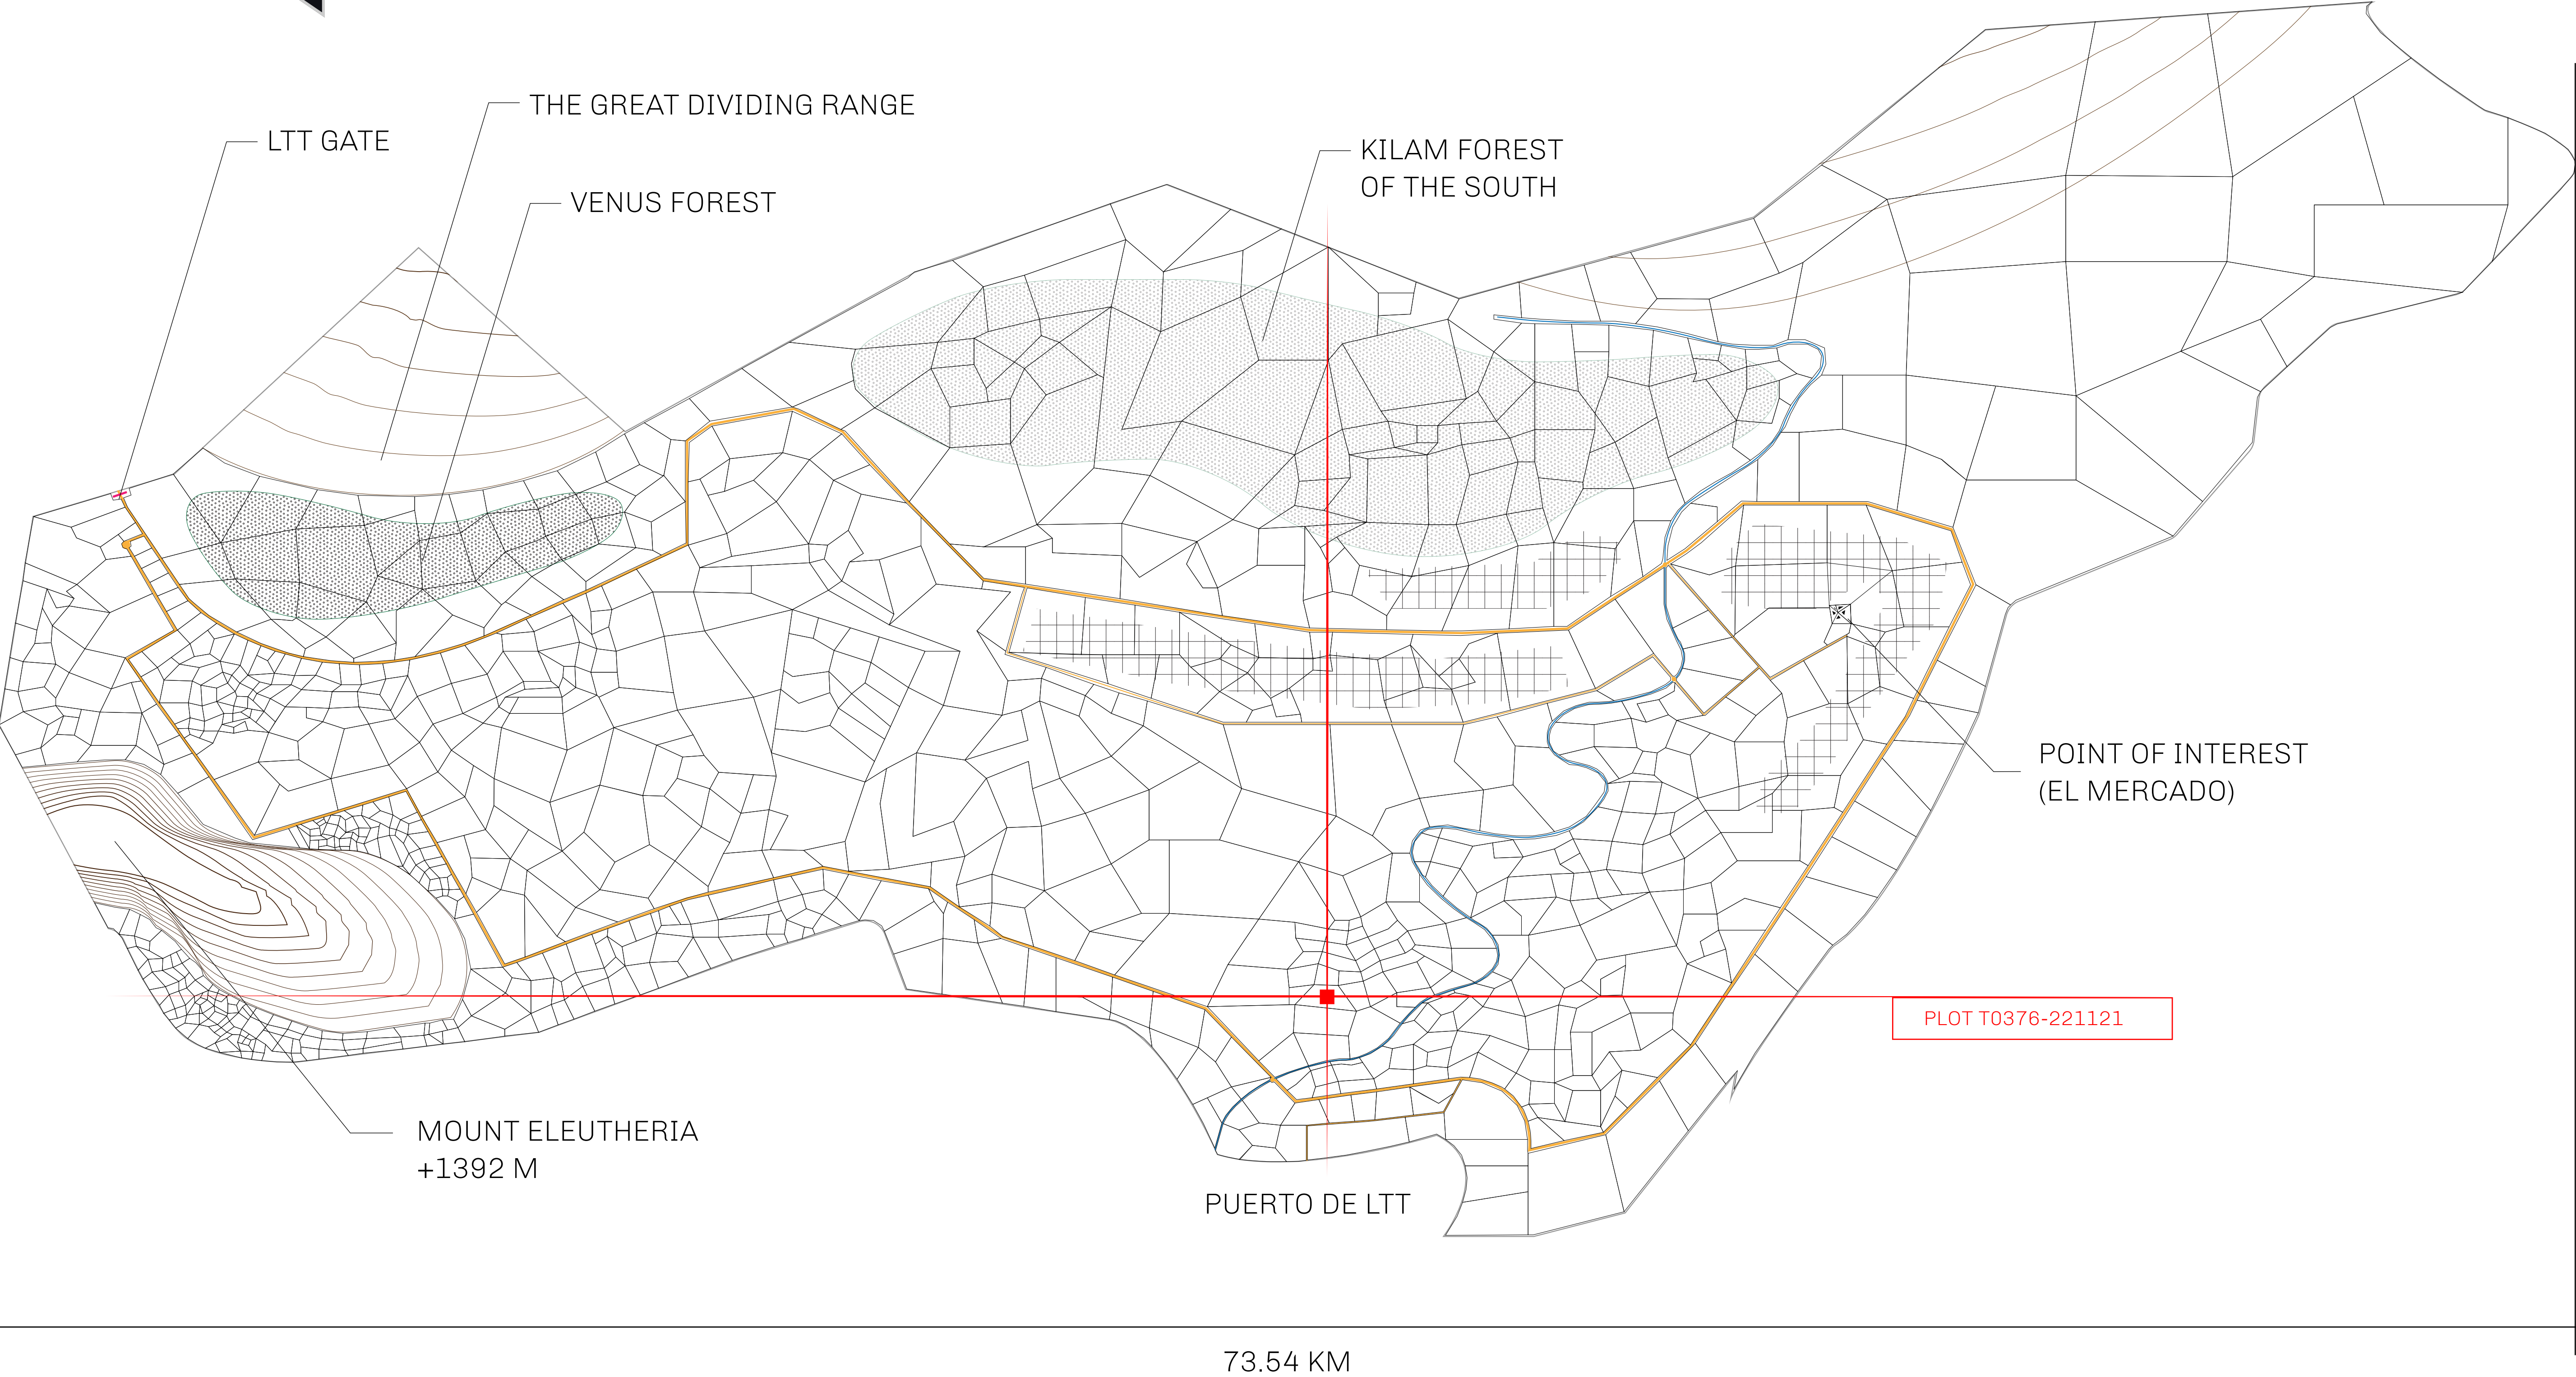 THE GREAT DIVIDING RANGE
LTT GATE
VENUS FOREST
KILAM FOREST
OF THE SOUTH
POINT OF INTEREST
(EL MERCADO)
PLOT T0376-221121
MOUNT ELEUTHERIA
+1392 M
PUERTO DE LTT
73.54 KM